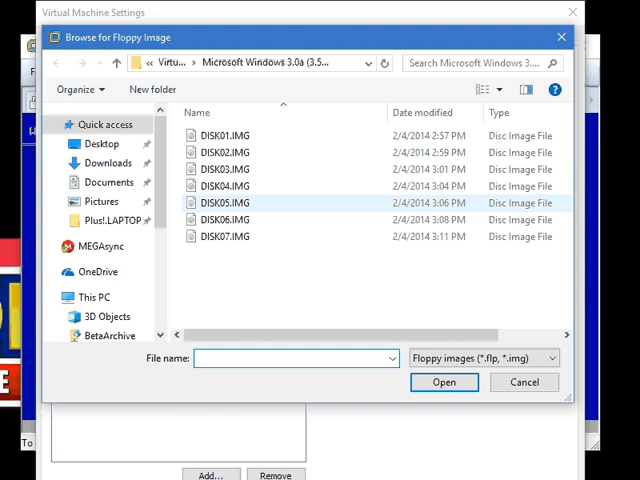 Virtual Machine Settings
Browse for Floppy Image
« Virtu... › Microsoft Windows 3.0a (3.5...
Search Microsoft Windows 3....
Organize
New folder
Name
Date modified
Type
Quick access
Desktop
Downloads
Documents
Pictures
Plus!.LAPTOP
MEGAsync
OneDrive
This PC
3D Objects
BetaArchive
DISK01.IMG 2/4/2014 2:57 PM Disc Image File
DISK02.IMG 2/4/2014 2:59 PM Disc Image File
DISK03.IMG 2/4/2014 3:01 PM Disc Image File
DISK04.IMG 2/4/2014 3:04 PM Disc Image File
DISK05.IMG 2/4/2014 3:06 PM Disc Image File
DISK06.IMG 2/4/2014 3:08 PM Disc Image File
DISK07.IMG 2/4/2014 3:11 PM Disc Image File
File name:
Floppy images (*.flp, *.img)
Open
Cancel
To
Add...
Remove